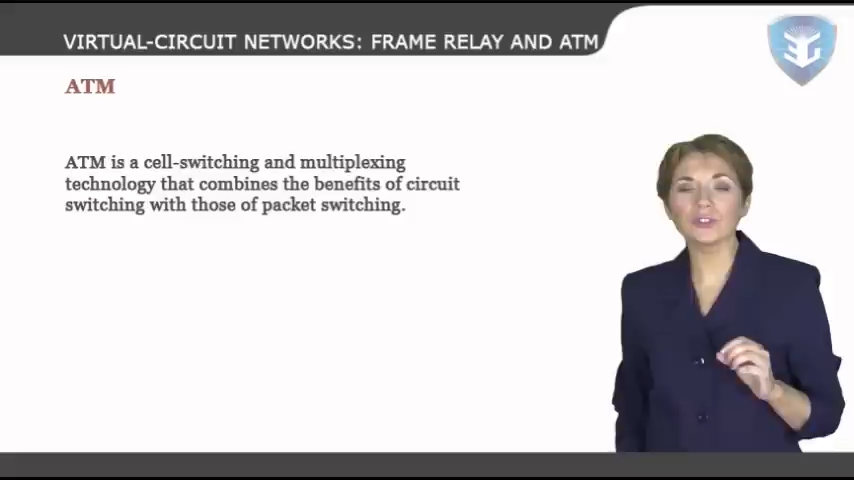 VIRTUAL-CIRCUIT NETWORKS: FRAME RELAY AND ATM
ATM
ATM is a cell-switching and multiplexing
technology that combines the benefits of circuit
switching with those of packet switching.